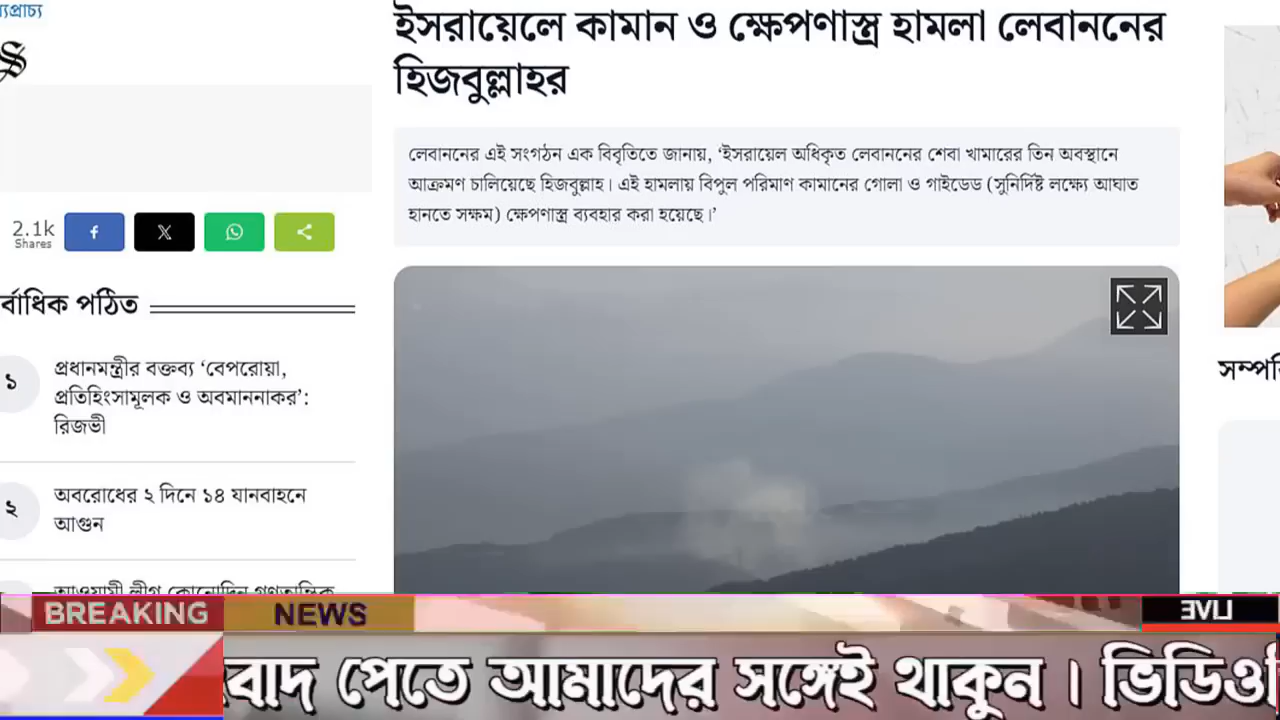 ইসরায়েলে কামান ও ক্ষেপণাস্ত্র হামলা লেবাননের
হিজবুল্লাহর
লেবাননের এই সংগঠন এক বিবৃতিতে জানায়, ‘ইসরায়েল অধিকৃত লেবাননের শেবা খামারের তিন অবস্থানে
আক্রমণ চালিয়েছে হিজবুল্লাহ। এই হামলায় বিপুল পরিমাণ কামানের গোলা ও গাইডেড (সুনির্দিষ্ট লক্ষ্যে আঘাত
হানতে সক্ষম) ক্ষেপণাস্ত্র ব্যবহার করা হয়েছে।’
2.1k
Shares
পঠিত
১
প্রধানমন্ত্রীর বক্তব্য ‘বেপরোয়া,
প্রতিহিংসামূলক ও অবমাননাকর’:
রিজভী
২
অবরোধের ২ দিনে ১৪ যানবাহনে
আগুন
আওয়ামী লীগ কোনোদিন গণতান্ত্রিক
BREAKING NEWS
LIVE
পেতে আমাদের সঙ্গেই থাকুন।